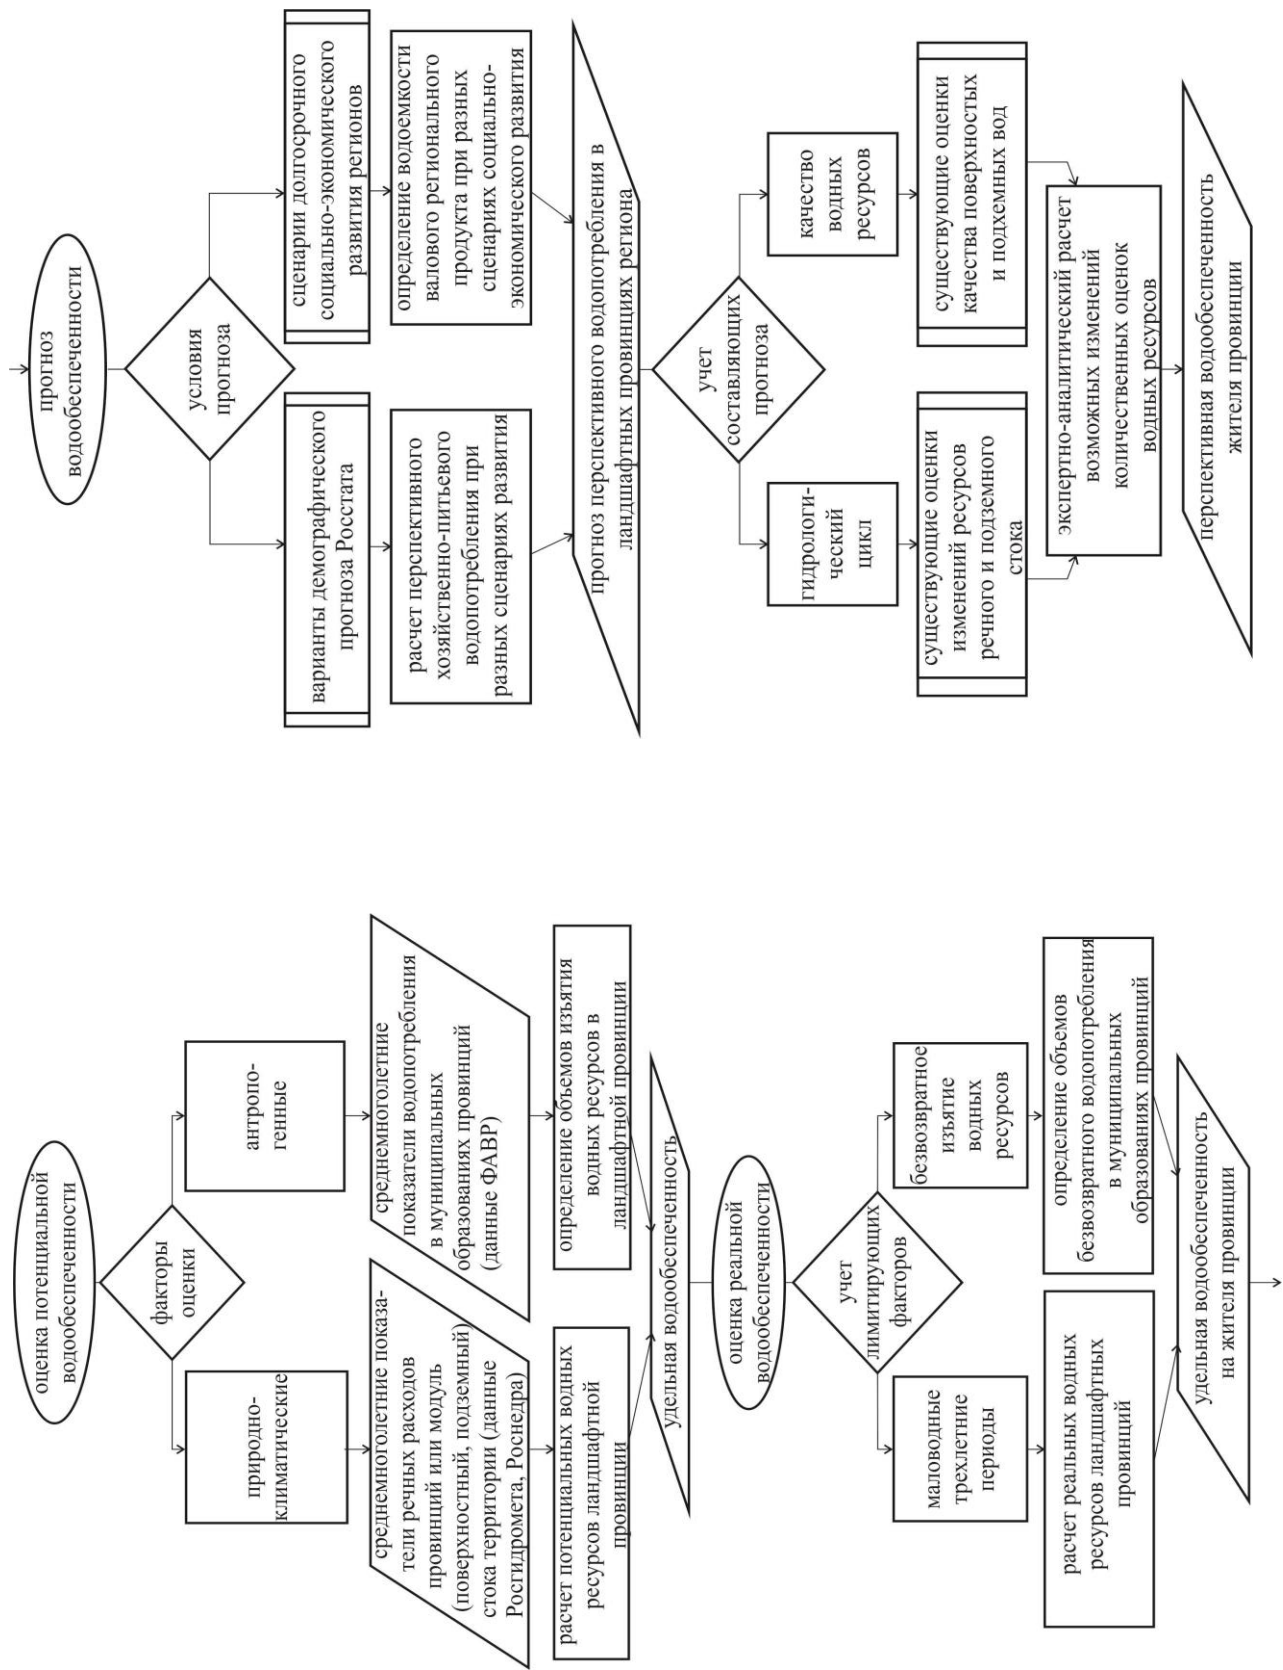 оценка потенциальной
водообеспеченности
факторы
оценки
природно-
климатические
антропо-
генные
среднемноголетние показа-
тели речных расходов
провинций или модуль
(поверхностный, подземный)
стока территории (данные
Росгидромета, Роснедра)
среднемноголетние
показатели водопотребления
в муниципальных
образованиях провинций
(данные ФАВР)
расчет потенциальных водных
ресурсов ландшафтной
провинции
определение объемов изъятия
водных ресурсов в
ландшафтной провинции
удельная водообеспеченность
оценка реальной
водообеспеченности
учет
лимитирующих
факторов
маловодные
трехлетние
периоды
безвозвратное
изъятие
водных
ресурсов
расчет реальных водных
ресурсов ландшафтных
провинций
определение объемов
безвозвратного водопотребления
в муниципальных
образованиях провинций
удельная водообеспеченность
на жителя провинции
прогноз
водообеспеченности
условия
прогноза
варианты демографического
прогноза Росстата
сценарии долгосрочного
социально-экономического
развития регионов
расчет перспективного
хозяйственно-питьевого
водопотребления при
разных сценариях развития
определение водоемкости
валового регионального
продукта при разных
сценариях социально-
экономического развития
прогноз перспективного водопотребления в
ландшафтных провинциях региона
учет
составляющих
прогноза
гидрологи-
ческий
цикл
качество
водных
ресурсов
существующие оценки
изменений ресурсов
речного и подземного
стока
существующие оценки
качества поверхностых
и подхемных вод
экспертно-аналитический расчет
возможных изменений
количественных оценок
водных ресурсов
перспективная водообеспеченность
жителя провинции